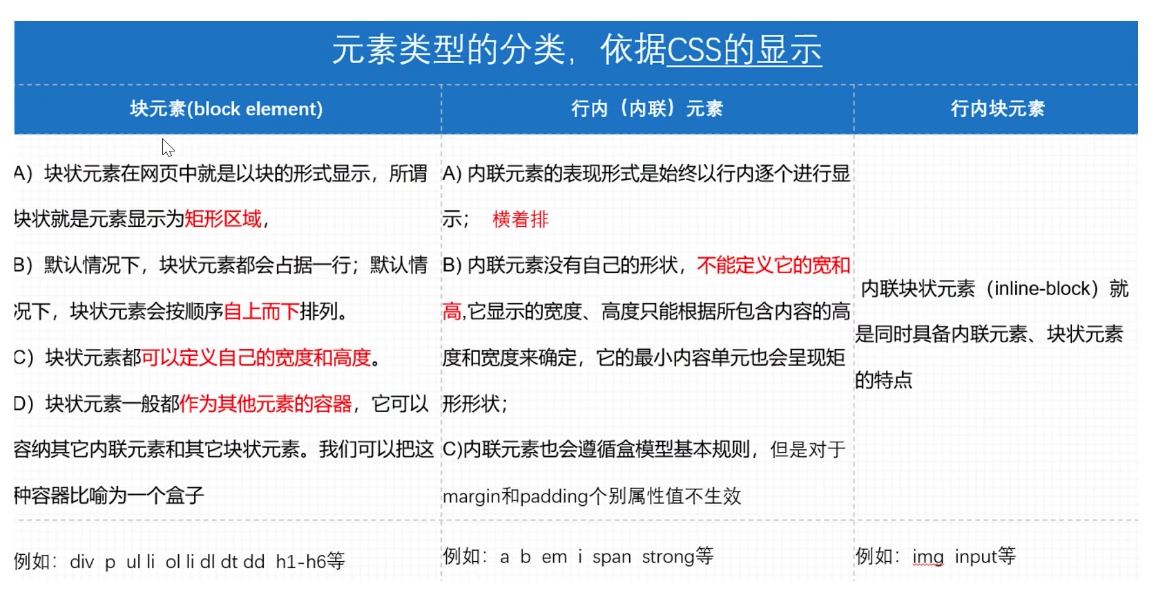 元素类型的分类，依据CSS的显示
块元素(block element)
行内（内联）元素
行内块元素
A）块状元素在网页中就是以块的形式显示，所谓
块状就是元素显示为矩形区域，
B）默认情况下，块状元素都会占据一行；默认情
况下，块状元素会按顺序自上而下排列。
C）块状元素都可以定义自己的宽度和高度。
D）块状元素一般都作为其他元素的容器，它可以
容纳其它内联元素和其它块状元素。我们可以把这
种容器比喻为一个盒子
A) 内联元素的表现形式是始终以行内逐个进行显
示； 横着排
B) 内联元素没有自己的形状，不能定义它的宽和
高,它显示的宽度、高度只能根据所包含内容的高
度和宽度来确定，它的最小内容单元也会呈现矩
形形状；
C)内联元素也会遵循盒模型基本规则，但是对于
margin和padding个别属性值不生效
内联块状元素（inline-block）就
是同时具备内联元素、块状元素
的特点
例如：div p ul li ol li dl dt dd h1-h6等
例如：a b em i span strong等
例如：img input等